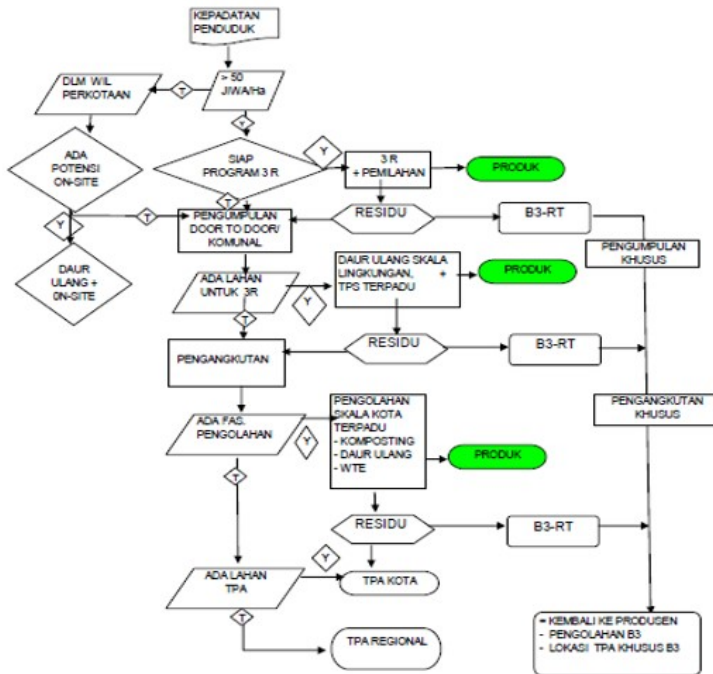 KEPADATAN
PENDUDUK
DLM WIL
PERKOTAAN
T
> 50
JIWA/Ha
Y
ADA
POTENSI
ON-SITE
SIAP
PROGRAM 3 R
Y
3 R
+ PEMILAHAN
PRODUK
T
Y
T
PENGUMPULAN
DOOR TO DOOR/
KOMUNAL
RESIDU
B3-RT
PENGUMPULAN
KHUSUS
DAUR
ULANG +
0N-SITE
ADA LAHAN
UNTUK 3R
Y
DAUR ULANG SKALA
LINGKUNGAN, +
TPS TERPADU
PRODUK
T
PENGANGKUTAN
RESIDU
B3-RT
PENGANGKUTAN
KHUSUS
ADA FAS.
PENGOLAHAN
Y
PENGOLAHAN
SKALA KOTA
TERPADU
- KOMPOSTING
- DAUR ULANG
- WTE
PRODUK
T
RESIDU
B3-RT
ADA LAHAN
TPA
Y
TPA KOTA
T
TPA REGIONAL
= KEMBALI KE PRODUSEN
- PENGOLAHAN B3
- LOKASI TPA KHUSUS B3